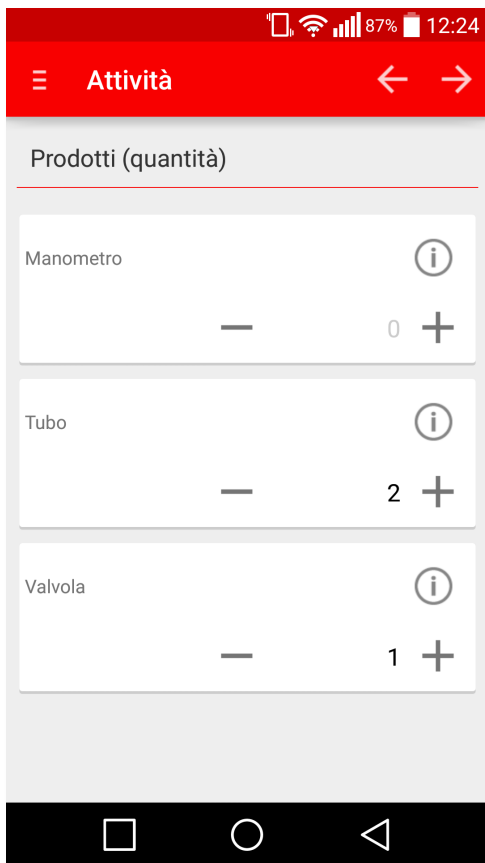 87% 12:24
Attività
Prodotti (quantità)
Manometro
0
Tubo
2
Valvola
1